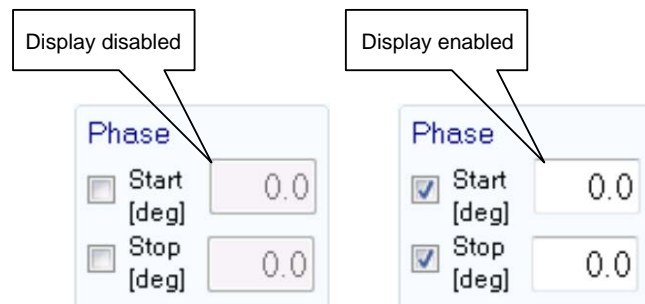 Display disabled
Display enabled
Phase
Start
[deg]
0.0
Stop
[deg]
0.0
Phase
Start
[deg]
0.0
Stop
[deg]
0.0